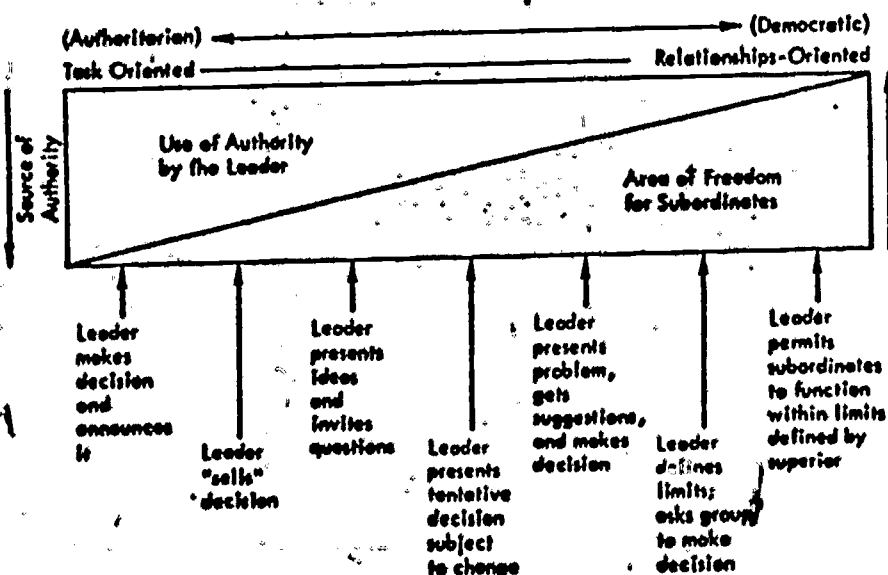 (Authoritarian)
(Democratic)
Task Oriented
Relationships-Oriented
Source of
Authority
Use of Authority
by the Leader
Area of Freedom
for Subordinates
Leader
makes
decision
and
announces
it
Leader
"sells"
decision
Leader
presents
ideas
and
invites
questions
Leader
presents
tentative
decision
subject
to change
Leader
presents
problem,
gets
suggestions,
and makes
decision
Leader
defines
limits;
asks group
to make
decision
Leader
permits
subordinates
to function
within limits
defined by
superior